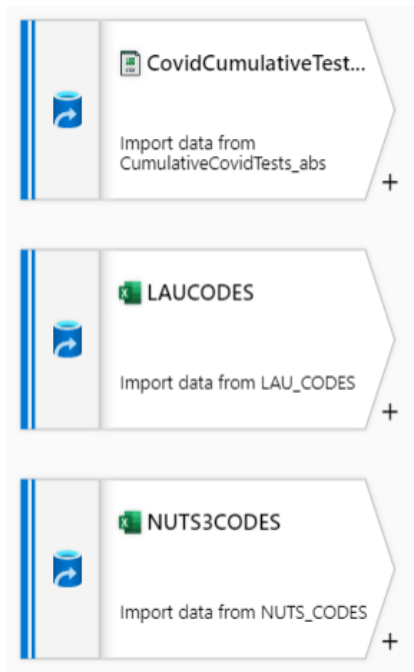 CovidCumulativeTest...
Import data from
CumulativeCovidTests_abs
+
LAUCODES
Import data from LAU_CODES
+
NUTS3CODES
Import data from NUTS_CODES
+